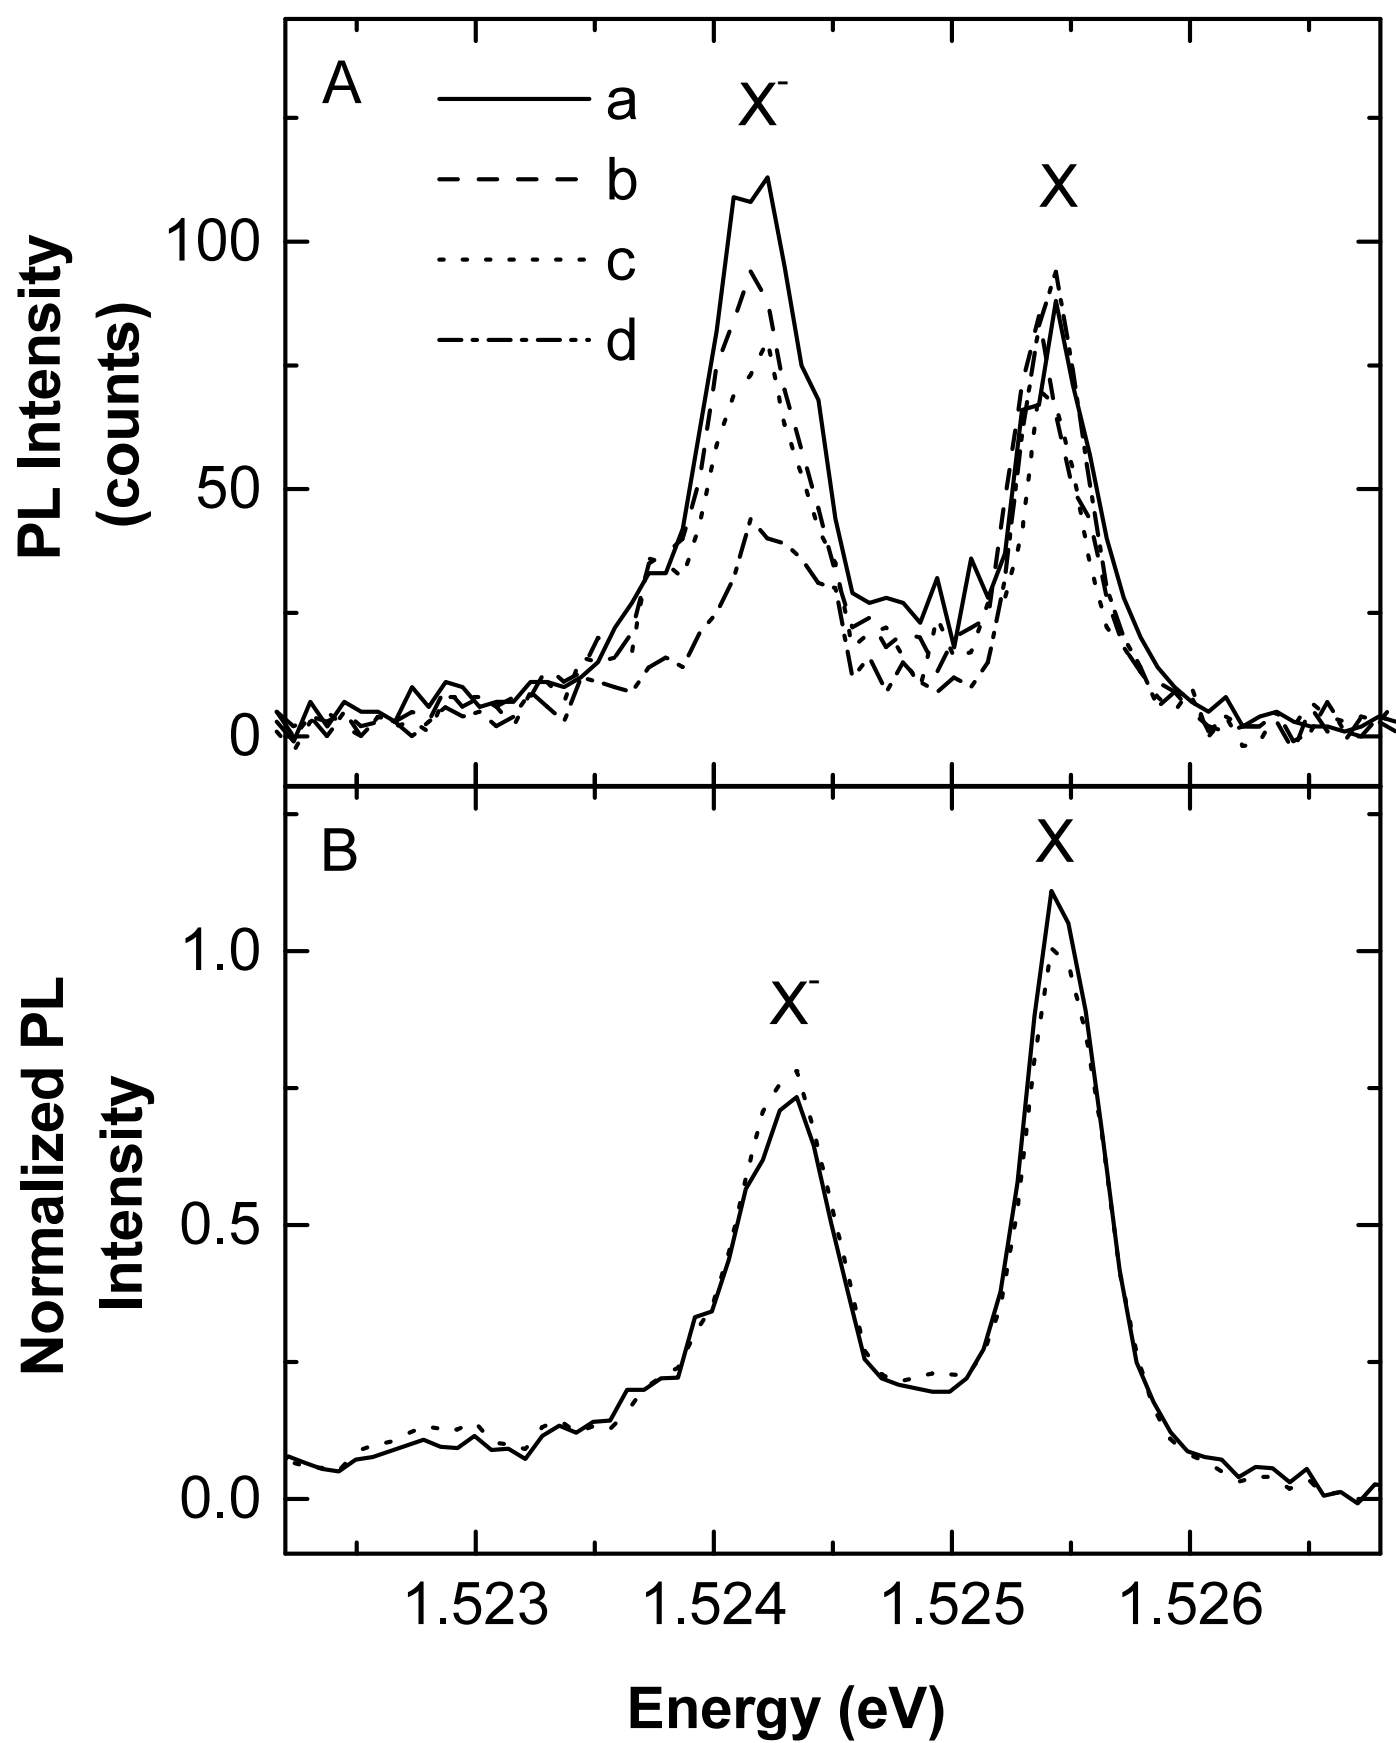 A
a
b
c
d
X⁻
X
100
50
0
PL Intensity
(counts)
B
X⁻
X
1.0
0.5
0.0
Normalized PL
Intensity
1.523 1.524 1.525 1.526
Energy (eV)